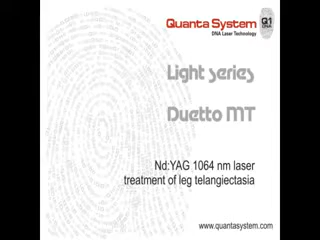 Quanta System
DNA Laser Technology
Q1
Light series
Duetto MT
Nd:YAG 1064 nm laser
treatment of leg telangiectasia
www.quantasystem.com